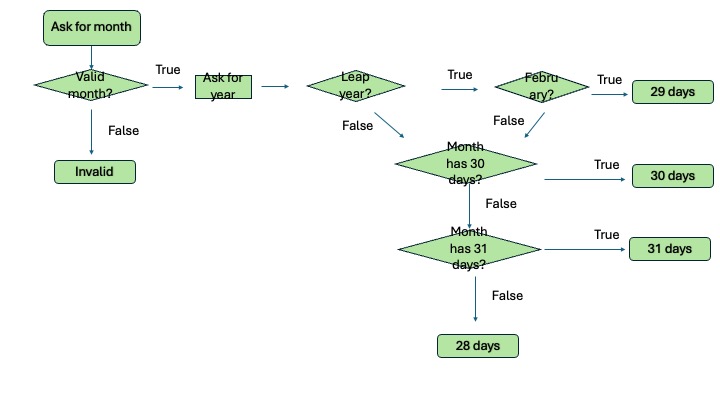 Ask for month
Valid
month?
True
Ask for
year
Leap
year?
True
Febru
ary?
True
29 days
False
False
False
Invalid
Month
has 30
days?
True
30 days
False
Month
has 31
days?
True
31 days
False
28 days